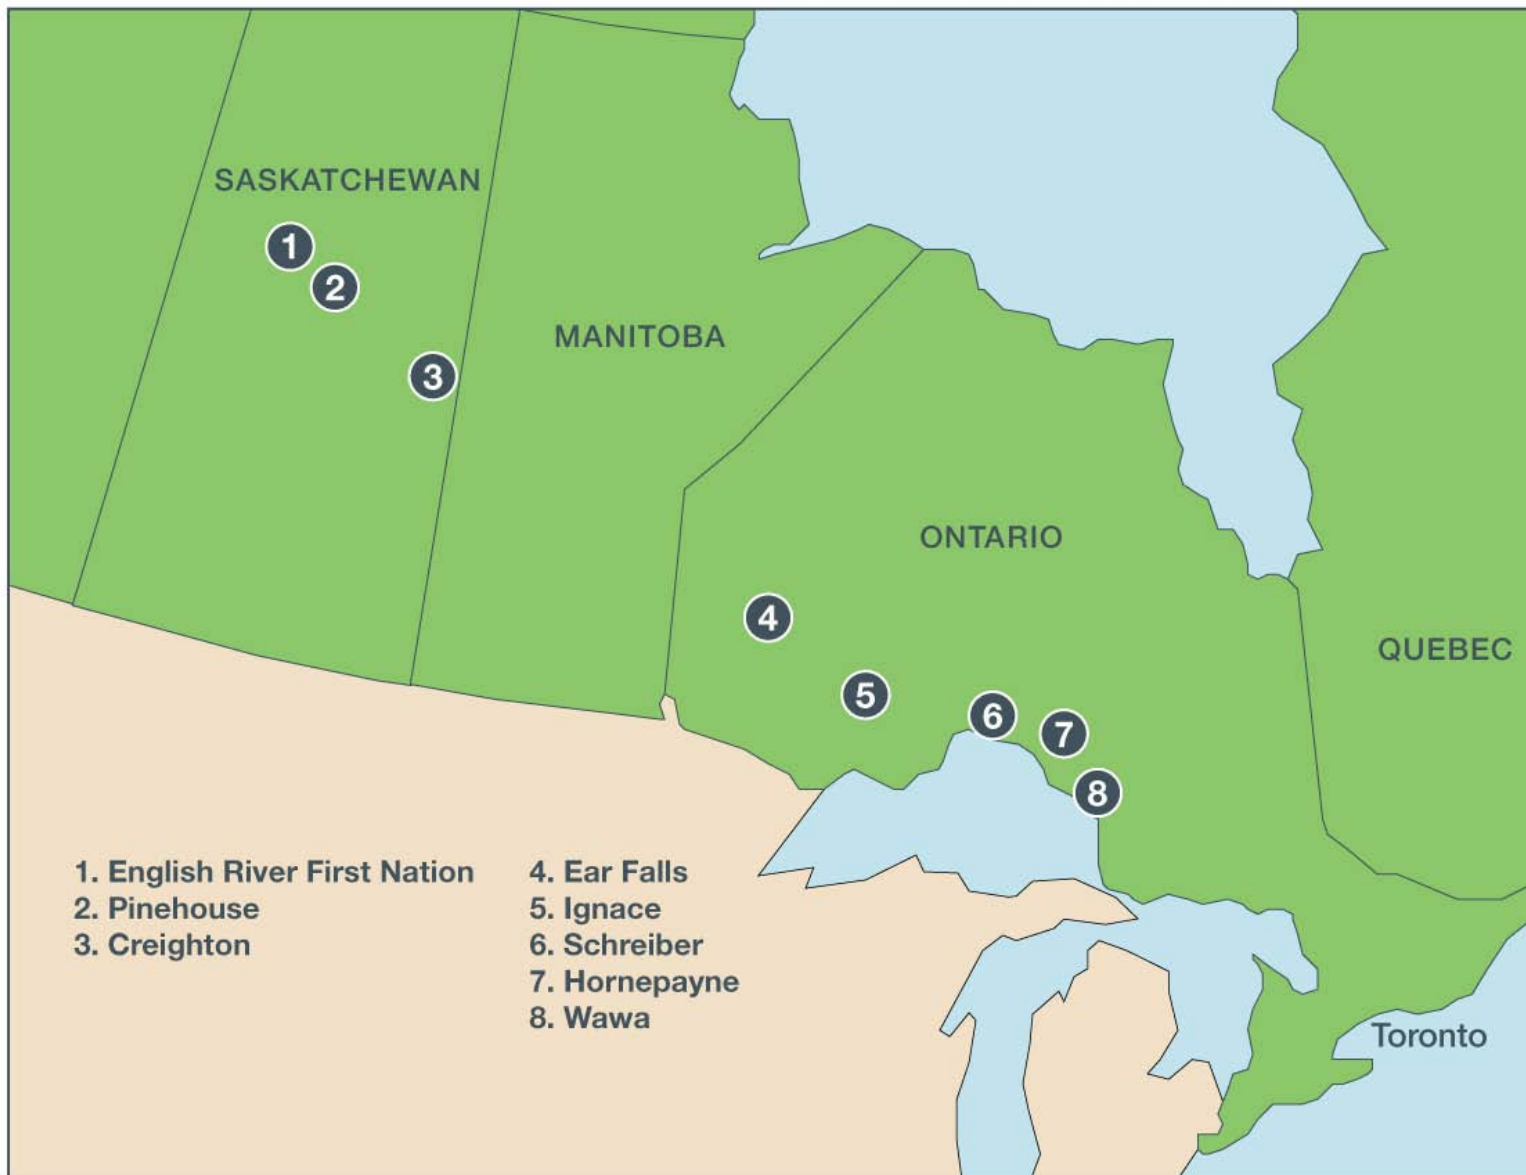 SASKATCHEWAN
1
2
MANITOBA
3
ONTARIO
4
QUEBEC
5
6
7
8
1. English River First Nation
2. Pinehouse
3. Creighton
4. Ear Falls
5. Ignace
6. Schreiber
7. Hornepayne
8. Wawa
Toronto